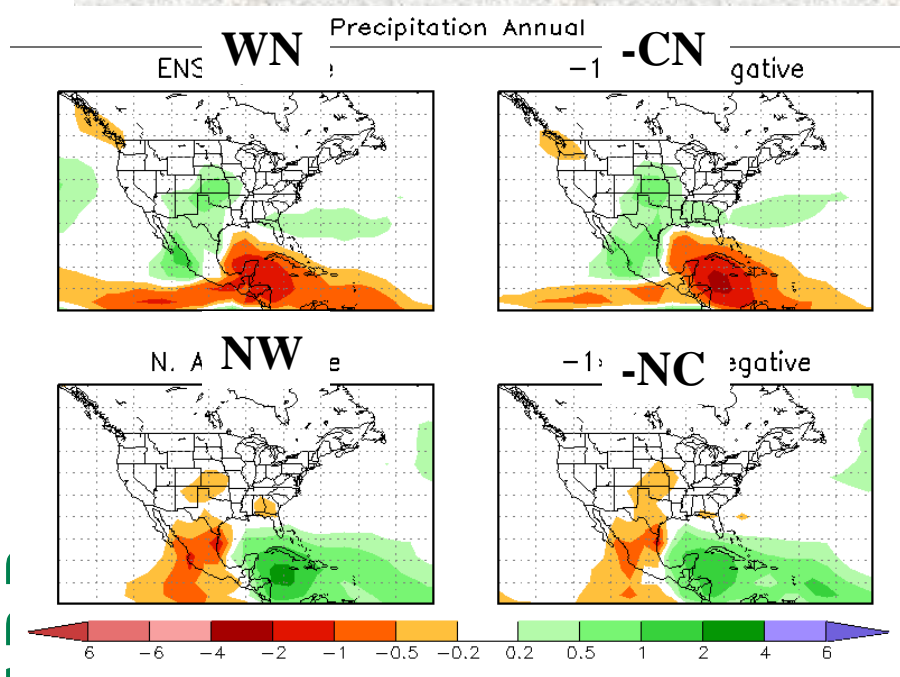 Precipitation Annual
WN
-CN
ENS
e
-1
gative
NW
-NC
N. A
e
-1
egative
6 -6 -4 -2 -1 -0.5 -0.2 0.2 0.5 1 2 4 6